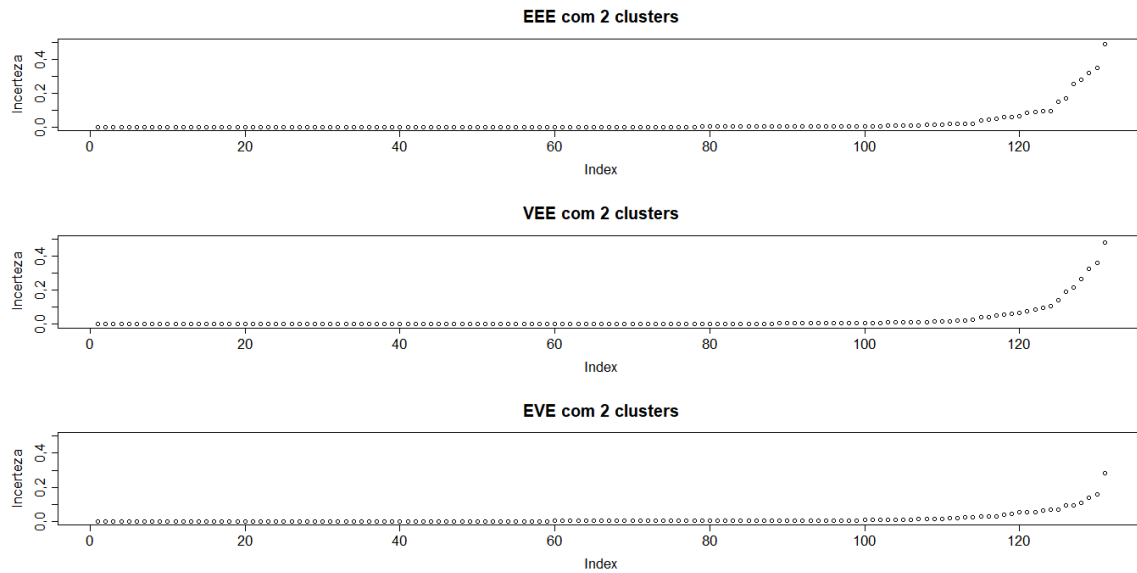 EEE com 2 clusters
Incerteza
0,0 0,2 0,4
0 20 40 60 80 100 120
Index
VEE com 2 clusters
Incerteza
0,0 0,2 0,4
0 20 40 60 80 100 120
Index
EVE com 2 clusters
Incerteza
0,0 0,2 0,4
0 20 40 60 80 100 120
Index